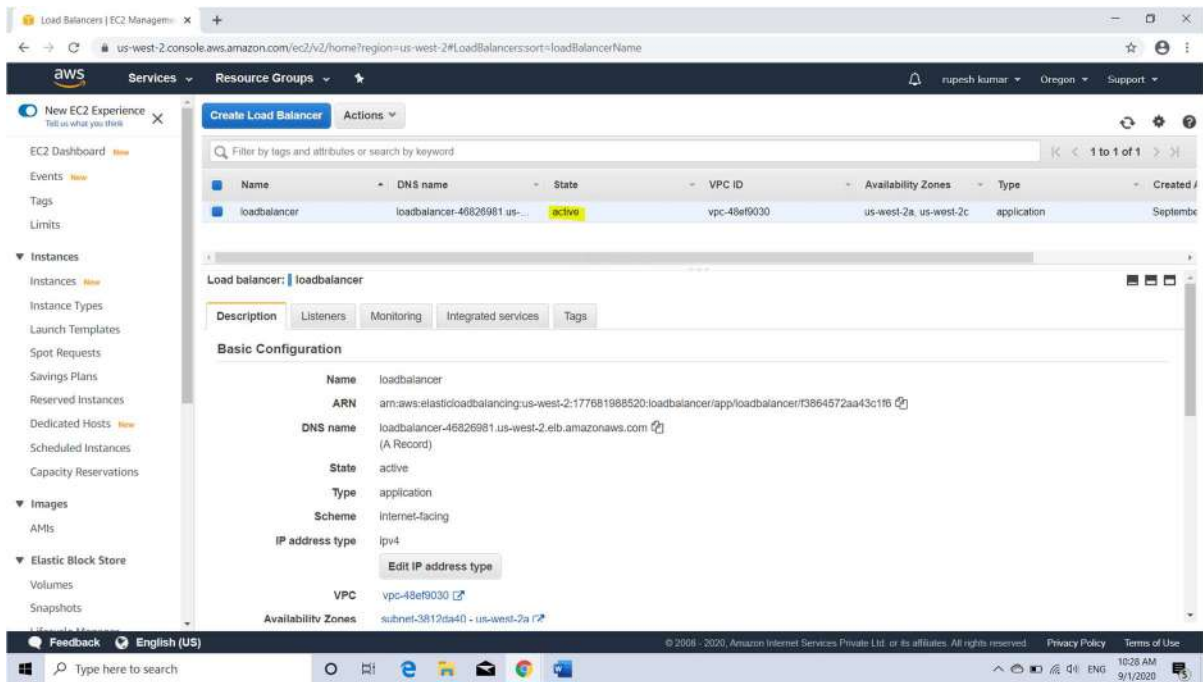 Load Balancers | EC2 Managem
us-west-2.console.aws.amazon.com/ec2/v2/home?region=us-west-2#LoadBalancers:sort=loadBalancerName
aws Services Resource Groups rupesh kumar Oregon Support
New EC2 Experience
Tell us what you think
EC2 Dashboard New
Events New
Tags
Limits
Instances
Instances New
Instance Types
Launch Templates
Spot Requests
Savings Plans
Reserved Instances
Dedicated Hosts New
Scheduled Instances
Capacity Reservations
Images
AMIs
Elastic Block Store
Volumes
Snapshots
Create Load Balancer Actions
Filter by tags and attributes or search by keyword 1 to 1 of 1
Name DNS name State VPC ID Availability Zones Type Created A
loadbalancer loadbalancer-46826981.us-... active vpc-48ef9030 us-west-2a, us-west-2c application Septembe
Load balancer: loadbalancer
Description Listeners Monitoring Integrated services Tags
Basic Configuration
Name loadbalancer
ARN arn:aws:elasticloadbalancing:us-west-2:177681988520:loadbalancer/app/loadbalancer/f3864572aa43c1f6
DNS name loadbalancer-46826981.us-west-2.elb.amazonaws.com
(A Record)
State active
Type application
Scheme internet-facing
IP address type ipv4
Edit IP address type
VPC vpc-48ef9030
Availability Zones subnet-3812da40 - us-west-2a
Feedback English (US) © 2008 - 2020, Amazon Internet Services Private Ltd. or its affiliates. All rights reserved. Privacy Policy Terms of Use
Type here to search ENG 10:28 AM
9/1/2020